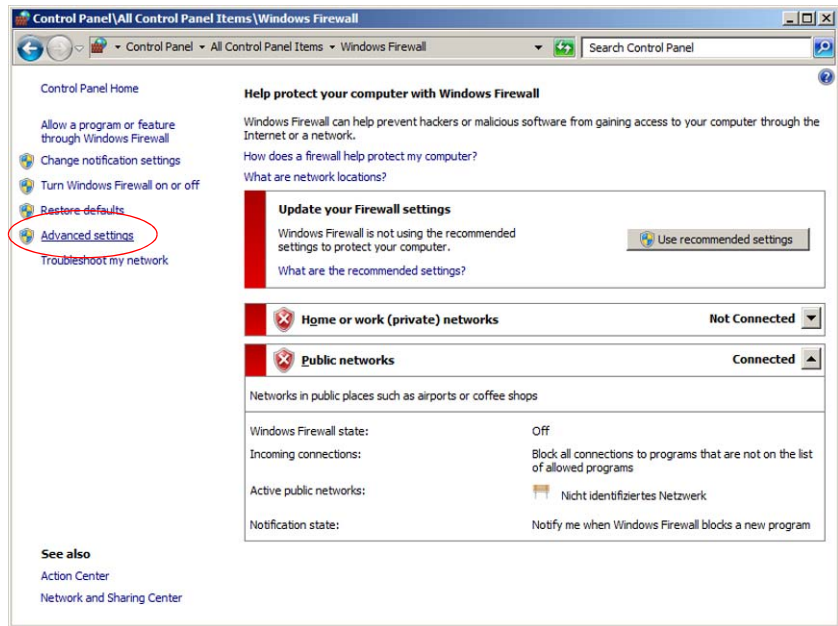 Control Panel\All Control Panel Items\Windows Firewall
Control Panel ▾ All Control Panel Items ▾ Windows Firewall
Search Control Panel
Control Panel Home
Allow a program or feature
through Windows Firewall
Change notification settings
Turn Windows Firewall on or off
Restore defaults
Advanced settings
Troubleshoot my network
Help protect your computer with Windows Firewall
Windows Firewall can help prevent hackers or malicious software from gaining access to your computer through the
Internet or a network.
How does a firewall help protect my computer?
What are network locations?
Update your Firewall settings
Windows Firewall is not using the recommended
settings to protect your computer.
Use recommended settings
What are the recommended settings?
Home or work (private) networks Not Connected
Public networks Connected
Networks in public places such as airports or coffee shops
Windows Firewall state: Off
Incoming connections: Block all connections to programs that are not on the list
of allowed programs
Active public networks: Nicht identifiziertes Netzwerk
Notification state: Notify me when Windows Firewall blocks a new program
See also
Action Center
Network and Sharing Center